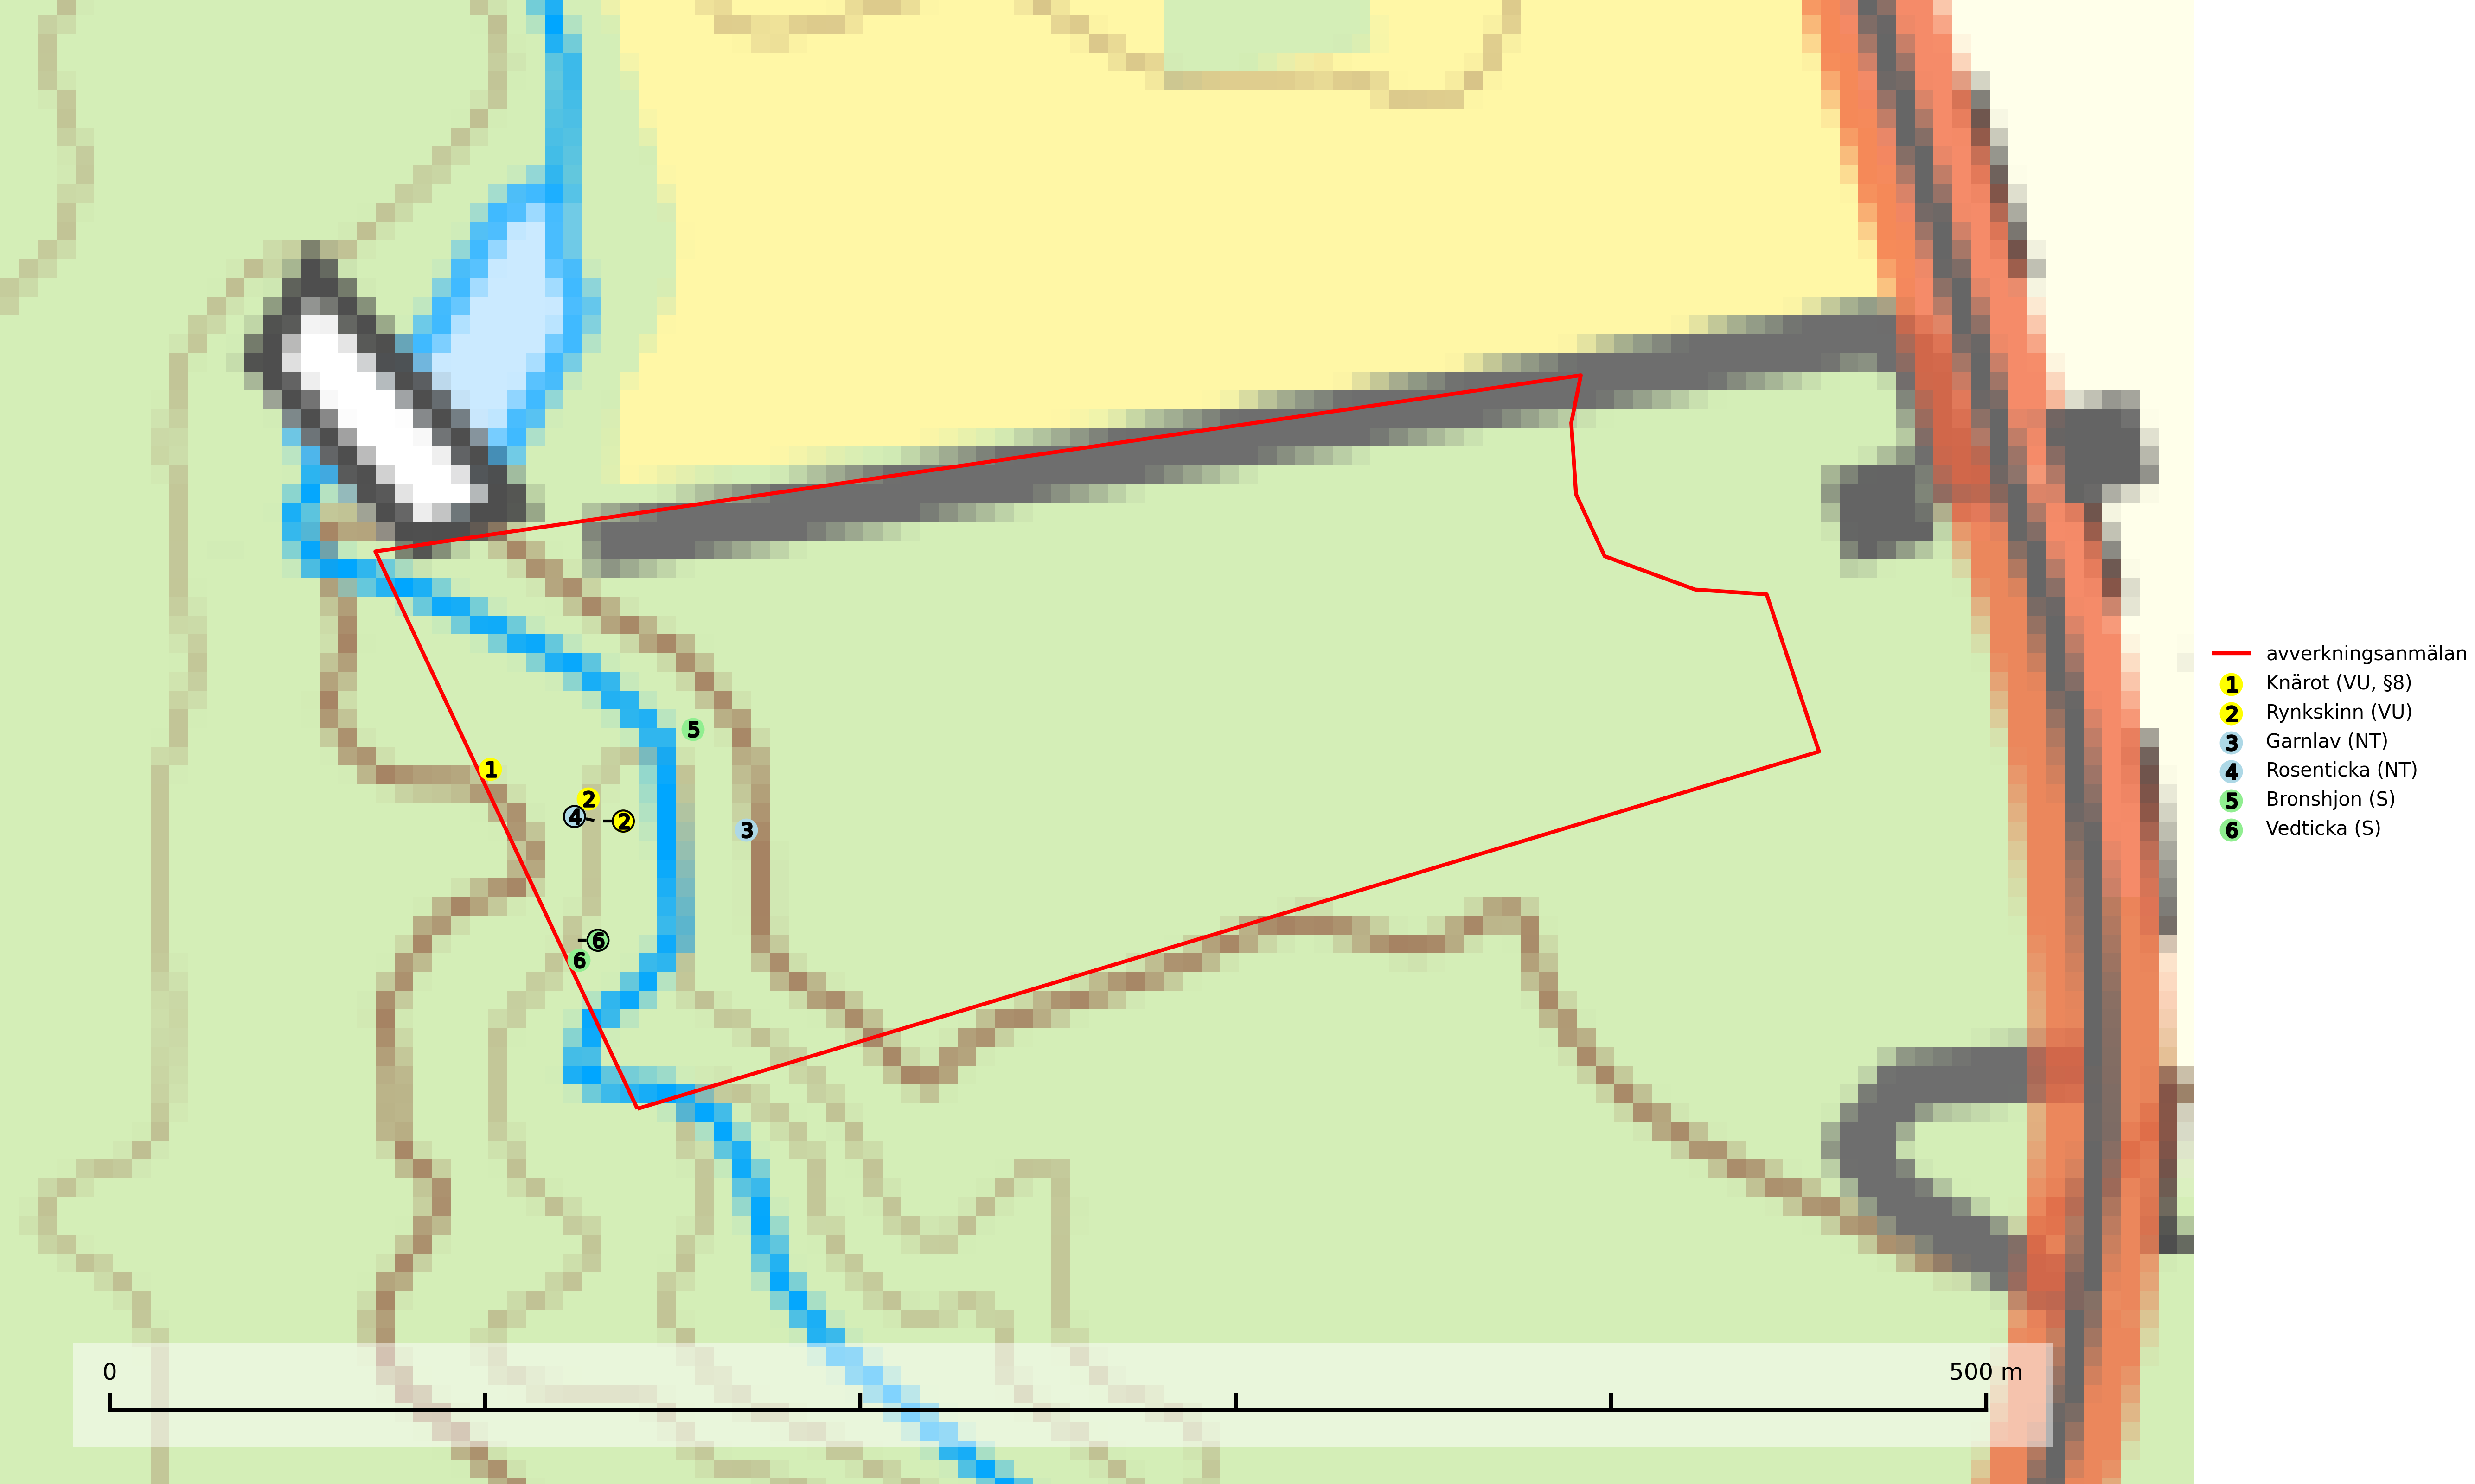 5
1
2
4
2
3
6
6
avverkningsanmälan
1 Knärot (VU, §8)
2 Rynkskinn (VU)
3 Garnlav (NT)
4 Rosenticka (NT)
5 Bronshjon (S)
6 Vedticka (S)
0 500 m